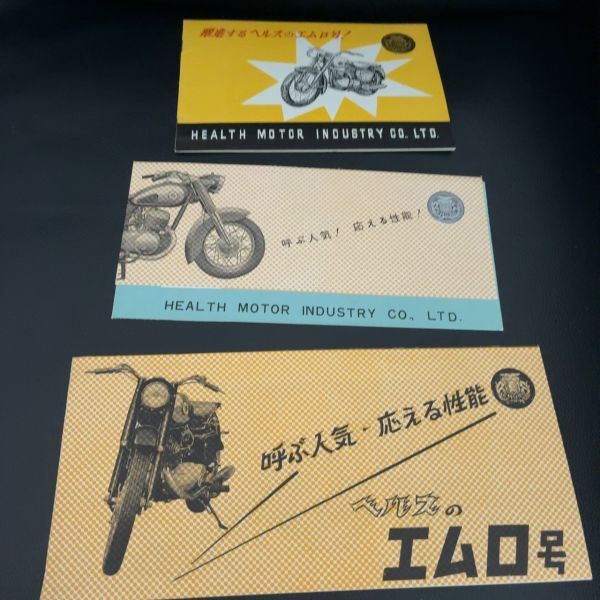 躍進するヘルスのエムロ号!
HEALTH MOTOR INDUSTRY CO., LTD.
呼ぶ人気! 応える性能!
HEALTH MOTOR INDUSTRY CO., LTD.
呼ぶ人気・応える性能
ヘルスの
エムロ号